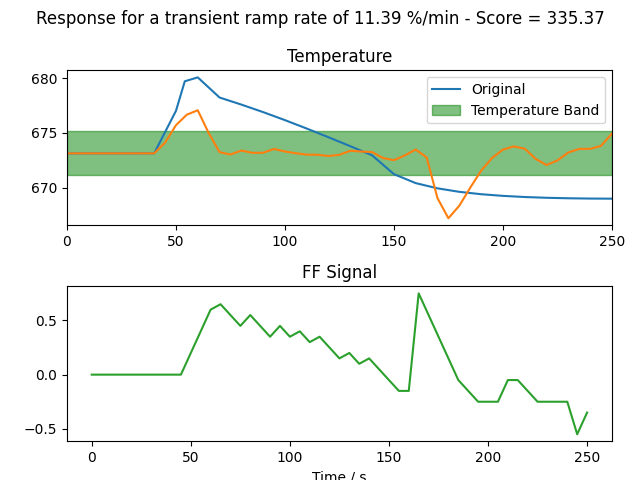 Response for a transient ramp rate of 11.39 %/min - Score = 335.37
Temperature
680
675
670
Original
Temperature Band
0 50 100 150 200 250
FF Signal
0.5
0.0
−0.5
0 50 100 150 200 250
Time / s